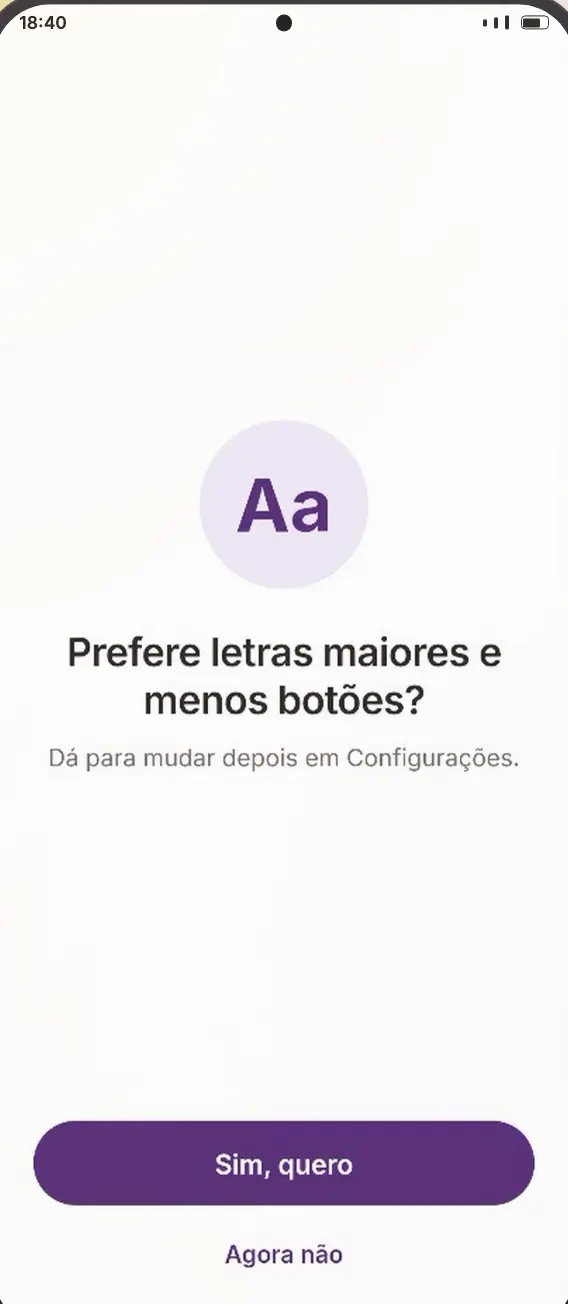 18:40
Aa
Prefere letras maiores e
menos botões?
Dá para mudar depois em Configurações.
Sim, quero
Agora não